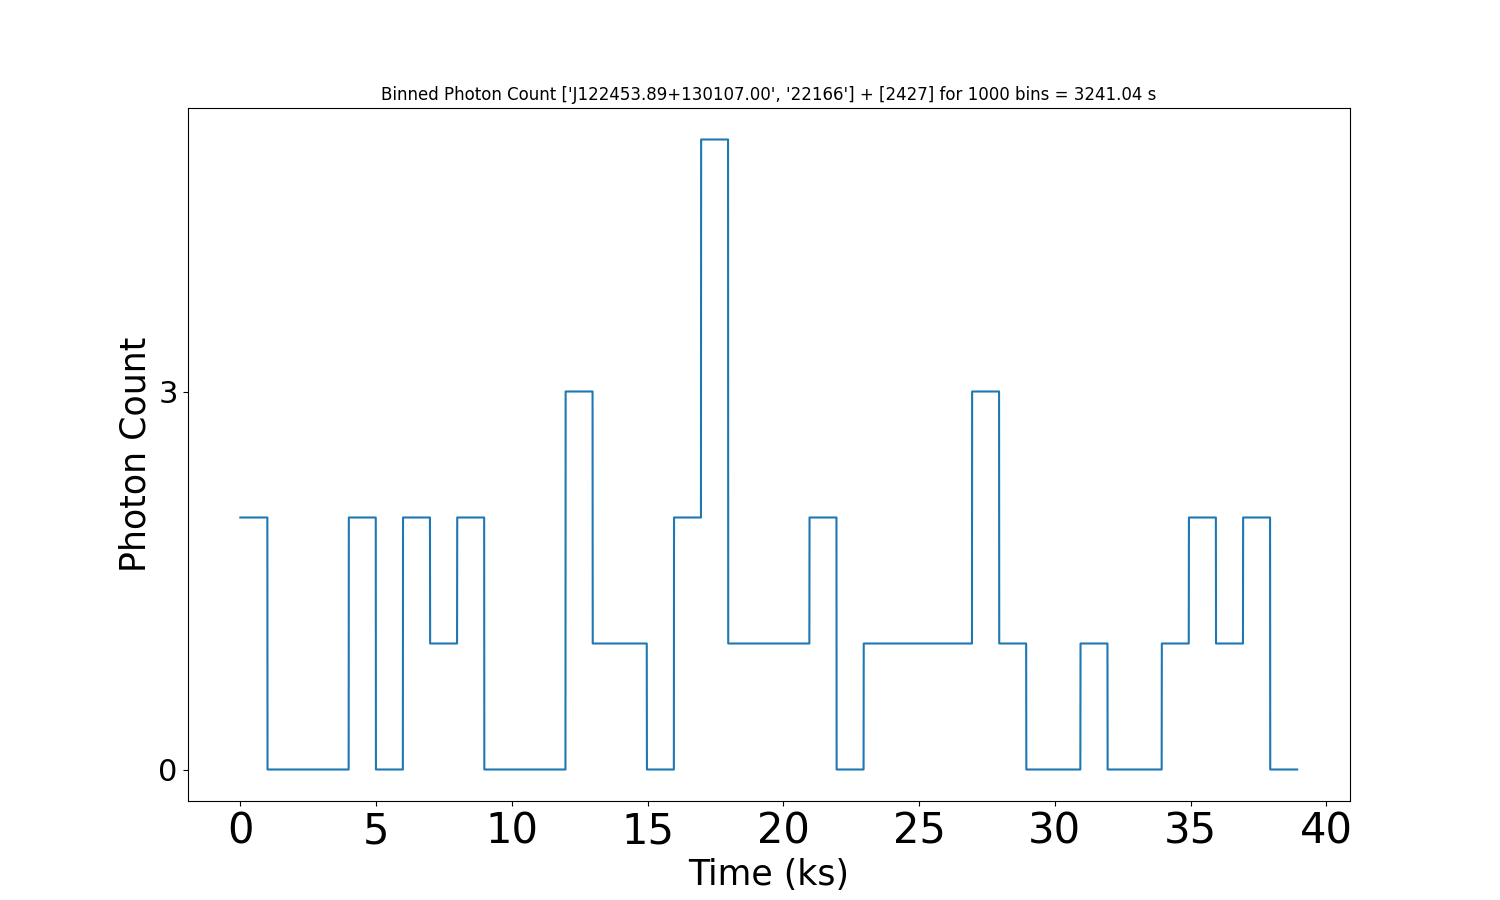 Binned Photon Count ['J122453.89+130107.00', '22166'] + [2427] for 1000 bins = 3241.04 s
Photon Count
3
0
0 5 10 15 20 25 30 35 40
Time (ks)